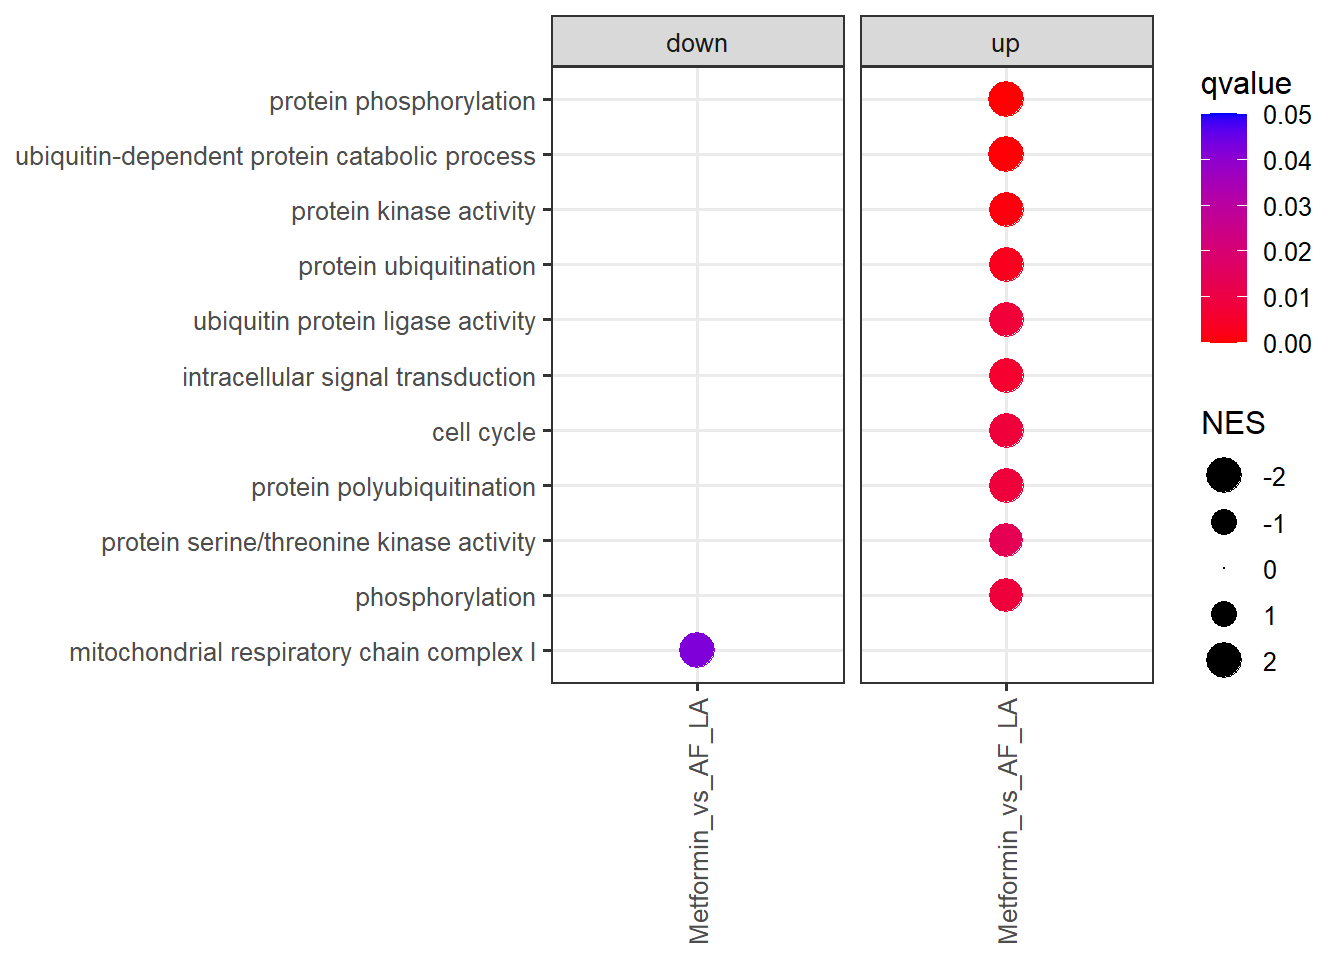 down
up
protein phosphorylation
ubiquitin-dependent protein catabolic process
protein kinase activity
protein ubiquitination
ubiquitin protein ligase activity
intracellular signal transduction
cell cycle
protein polyubiquitination
protein serine/threonine kinase activity
phosphorylation
mitochondrial respiratory chain complex I
Metformin_vs_AF_LA
Metformin_vs_AF_LA
qvalue
0.05
0.04
0.03
0.02
0.01
0.00
NES
-2
-1
0
1
2